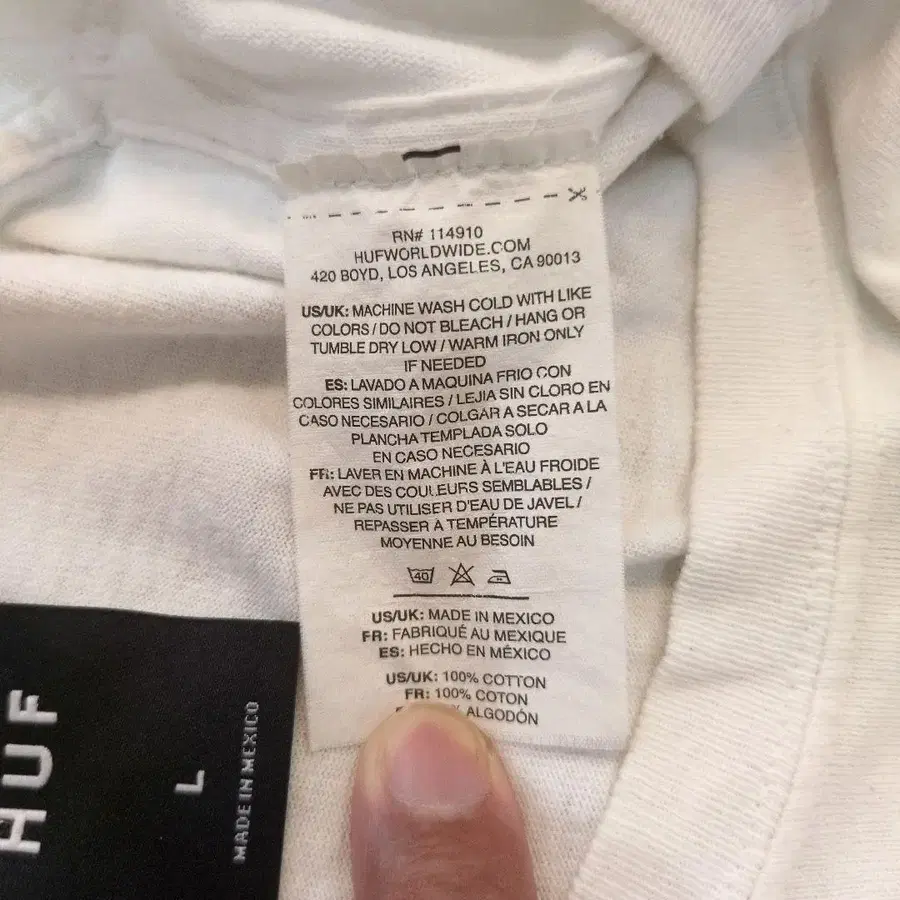 RN# 114910
HUFWORLDWIDE.COM
420 BOYD, LOS ANGELES, CA 90013
US/UK: MACHINE WASH COLD WITH LIKE
COLORS / DO NOT BLEACH / HANG OR
TUMBLE DRY LOW / WARM IRON ONLY
IF NEEDED
ES: LAVADO A MAQUINA FRIO CON
COLORES SIMILAIRES / LEJIA SIN CLORO EN
CASO NECESARIO / COLGAR A SECAR A LA
PLANCHA TEMPLADA SOLO
EN CASO NECESARIO
FR: LAVER EN MACHINE À L'EAU FROIDE
AVEC DES COULEURS SEMBLABLES /
NE PAS UTILISER D'EAU DE JAVEL /
REPASSER À TEMPÉRATURE
MOYENNE AU BESOIN
40
US/UK: MADE IN MEXICO
FR: FABRIQUÉ AU MEXIQUE
ES: HECHO EN MÉXICO
US/UK: 100% COTTON
FR: 100% COTON
ALGODÓN
HUF
L
MADE IN MEXICO